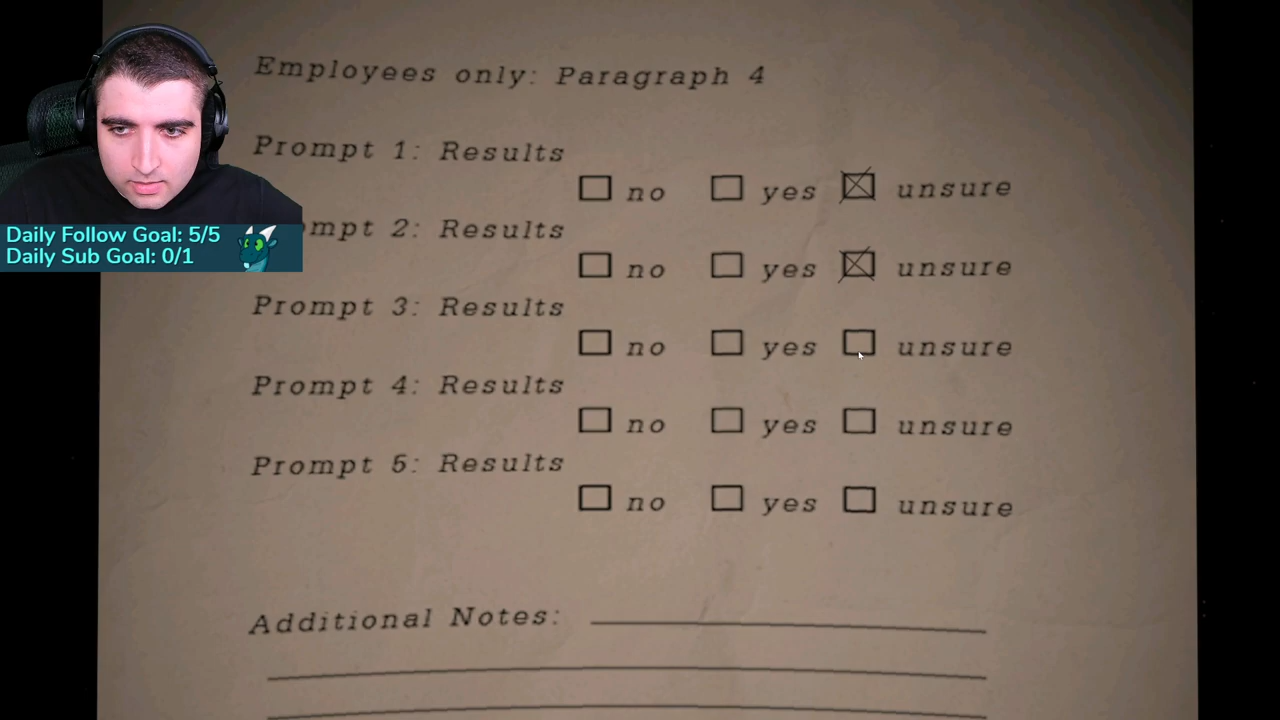 Employees only: Paragraph 4
Prompt 1: Results
no yes unsure
ompt 2: Results
no yes unsure
Prompt 3: Results
no yes unsure
Prompt 4: Results
no yes unsure
Prompt 5: Results
no yes unsure
Additional Notes:
Daily Follow Goal: 5/5
Daily Sub Goal: 0/1